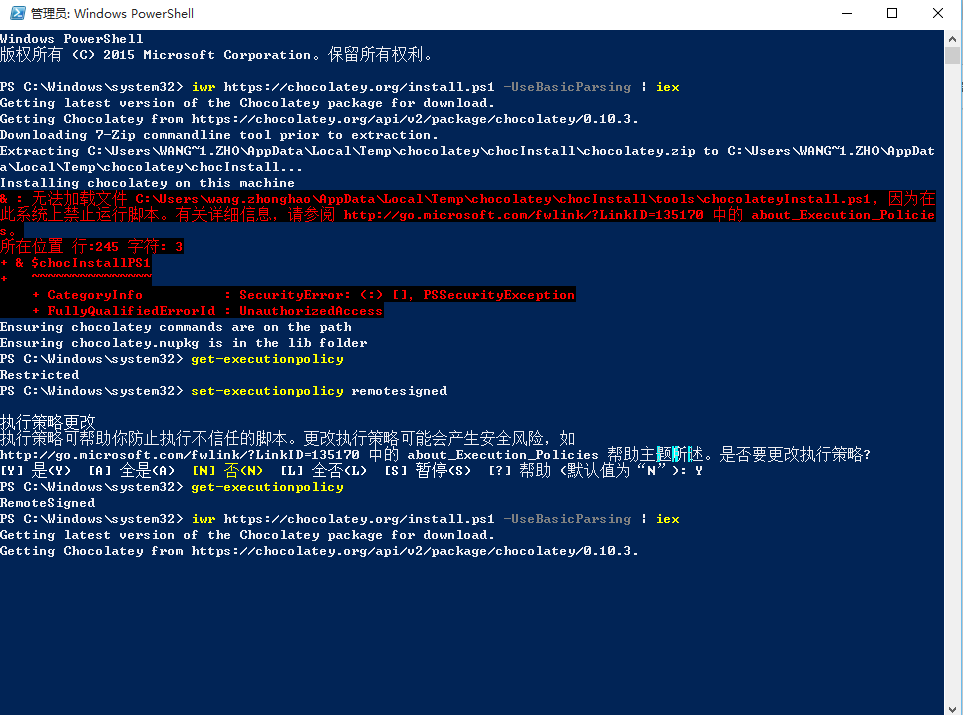 管理员: Windows PowerShell
Windows PowerShell
版权所有 (C) 2015 Microsoft Corporation。保留所有权利。
PS C:\Windows\system32> iwr https://chocolatey.org/install.ps1 -UseBasicParsing | iex
Getting latest version of the Chocolatey package for download.
Getting Chocolatey from https://chocolatey.org/api/v2/package/chocolatey/0.10.3.
Downloading 7-Zip commandline tool prior to extraction.
Extracting C:\Users\WANG~1.ZHO\AppData\Local\Temp\chocolatey\chocInstall\chocolatey.zip to C:\Users\WANG~1.ZHO\AppDat
a\Local\Temp\chocolatey\chocInstall...
Installing chocolatey on this machine
& : 无法加载文件 C:\Users\wang.zhonghao\AppData\Local\Temp\chocolatey\chocInstall\tools\chocolateyInstall.ps1，因为在
此系统上禁止运行脚本。有关详细信息，请参阅 http://go.microsoft.com/fwlink/?LinkID=135170 中的 about_Execution_Policie
s。
所在位置 行:245 字符: 3
+ & $chocInstallPS1
+   ~~~~~~~~~~~~~~~
    + CategoryInfo          : SecurityError: (:) [], PSSecurityException
    + FullyQualifiedErrorId : UnauthorizedAccess
Ensuring chocolatey commands are on the path
Ensuring chocolatey.nupkg is in the lib folder
PS C:\Windows\system32> get-executionpolicy
Restricted
PS C:\Windows\system32> set-executionpolicy remotesigned
执行策略更改
执行策略可帮助你防止执行不信任的脚本。更改执行策略可能会产生安全风险，如
http://go.microsoft.com/fwlink/?LinkID=135170 中的 about_Execution_Policies 帮助主题所述。是否要更改执行策略?
[Y] 是(Y)  [A] 全是(A)  [N] 否(N)  [L] 全否(L)  [S] 暂停(S)  [?] 帮助 (默认值为“N”): Y
PS C:\Windows\system32> get-executionpolicy
RemoteSigned
PS C:\Windows\system32> iwr https://chocolatey.org/install.ps1 -UseBasicParsing | iex
Getting latest version of the Chocolatey package for download.
Getting Chocolatey from https://chocolatey.org/api/v2/package/chocolatey/0.10.3.